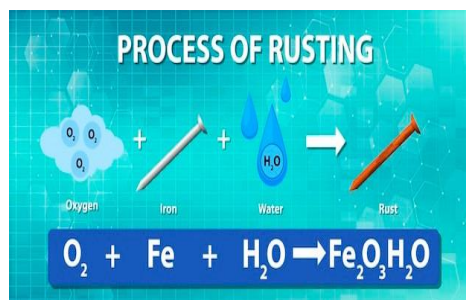 PROCESS OF RUSTING
O₂ O₂
O₂
+ + H₂O
Oxygen Iron Water Rust
O₂ + Fe + H₂O → Fe₂O₃H₂O